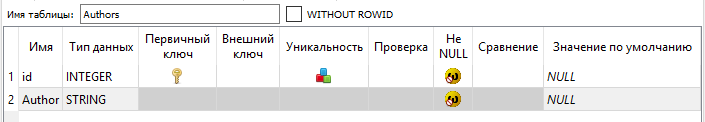 Имя таблицы: Authors WITHOUT ROWID
Имя Тип данных Первичный ключ Внешний ключ Уникальность Проверка Не NULL Сравнение Значение по умолчанию
1 id INTEGER NULL
2 Author STRING NULL